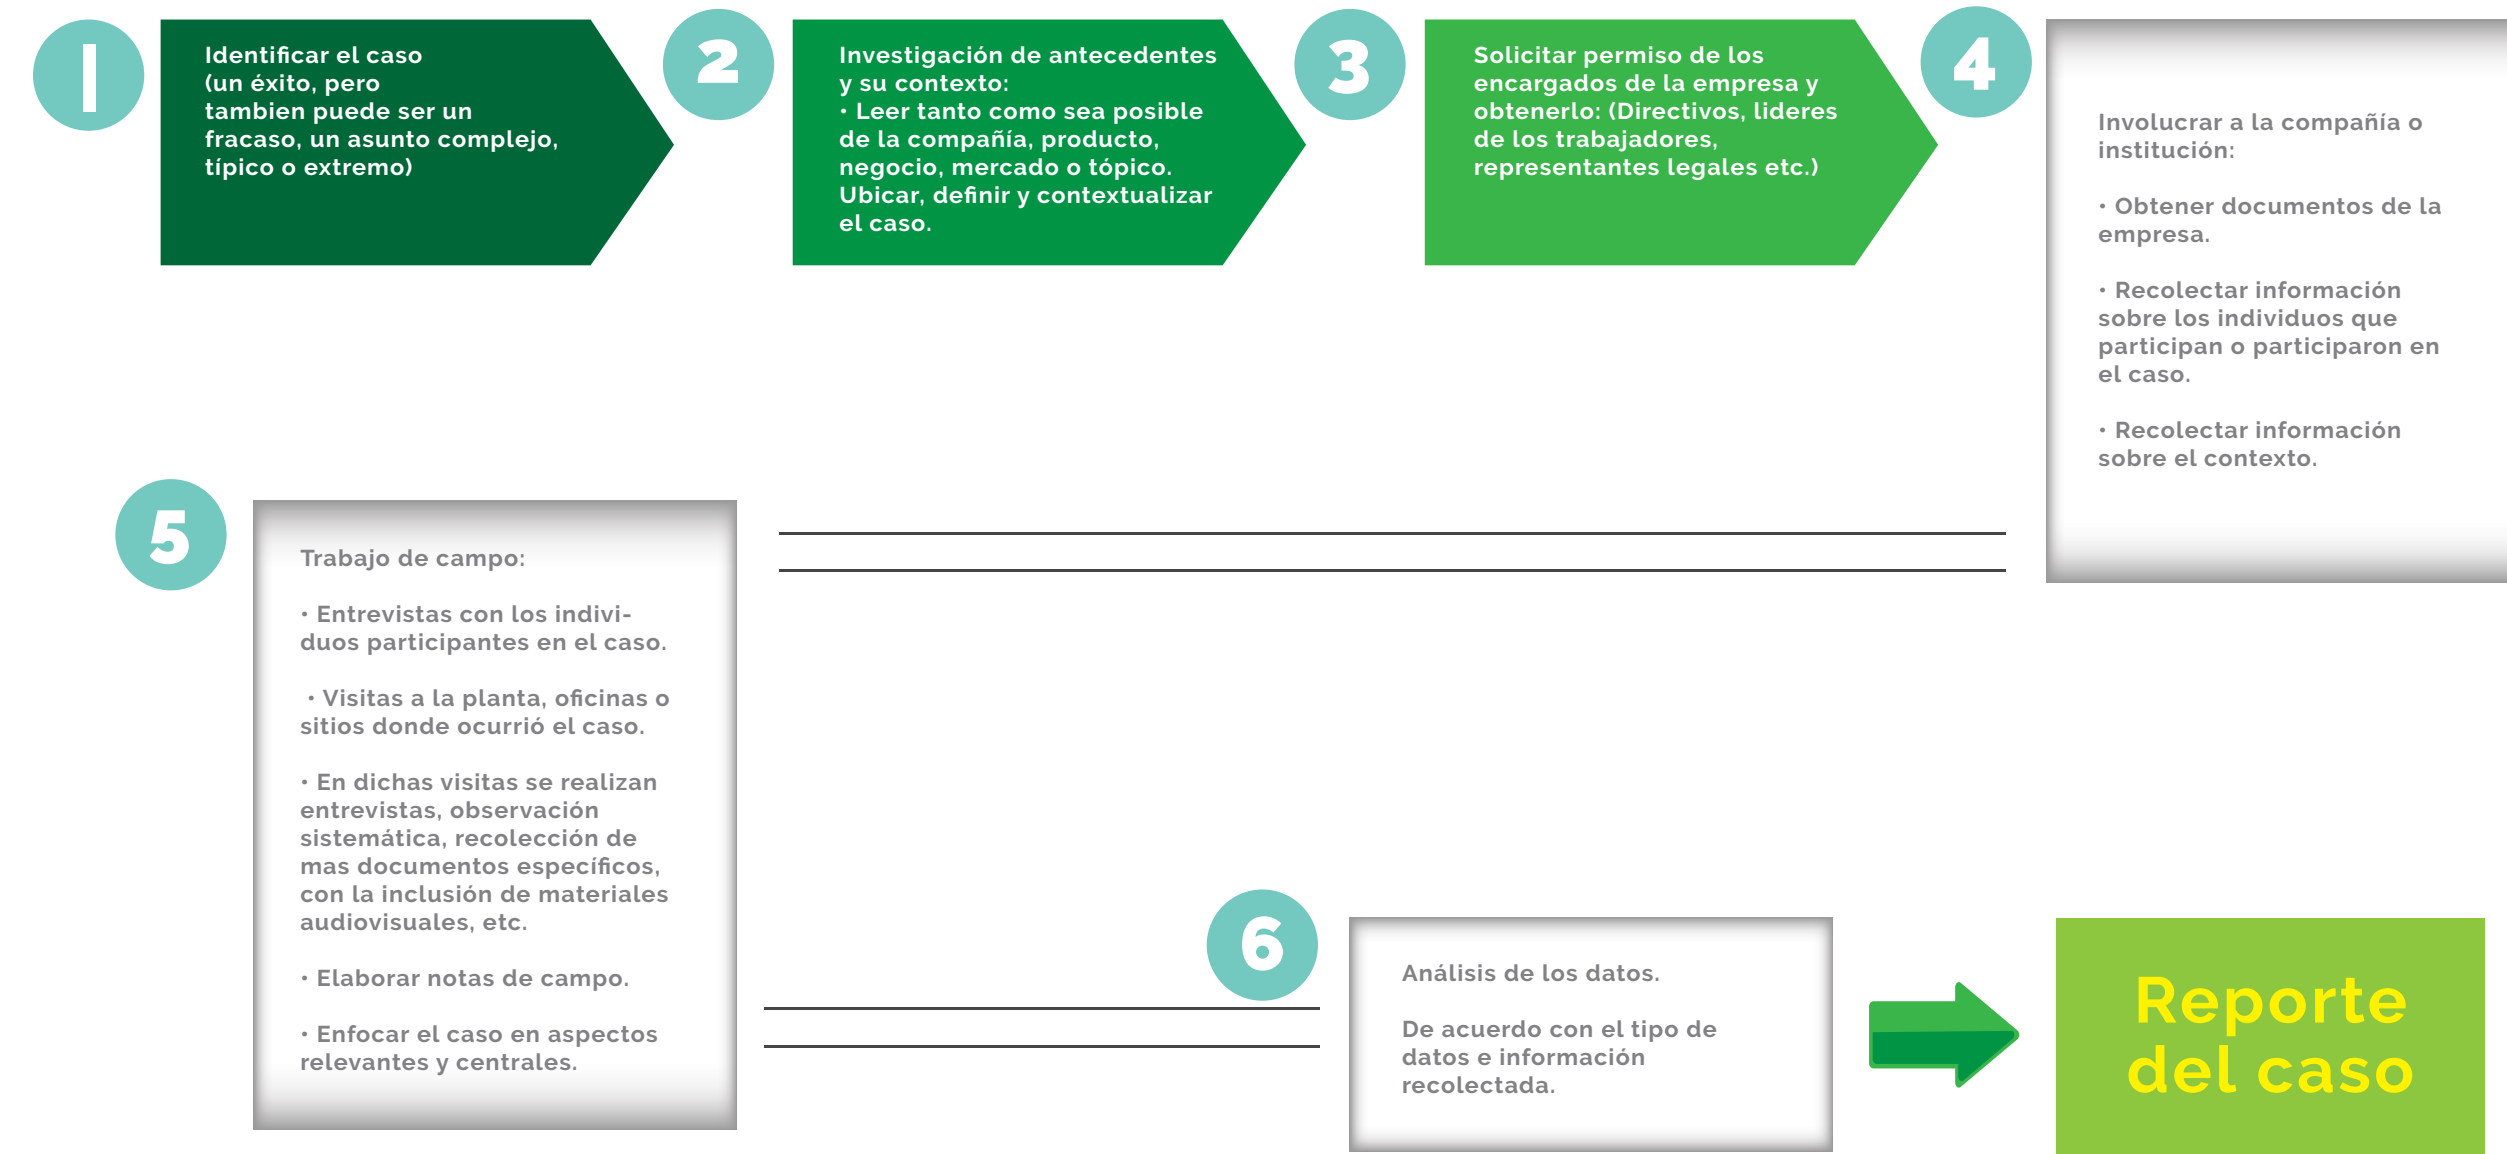 1
Identificar el caso
(un éxito, pero
tambien puede ser un
fracaso, un asunto complejo,
típico o extremo)
2
Investigación de antecedentes
y su contexto:
• Leer tanto como sea posible
de la compañía, producto,
negocio, mercado o tópico.
Ubicar, definir y contextualizar
el caso.
3
Solicitar permiso de los
encargados de la empresa y
obtenerlo: (Directivos, lideres
de los trabajadores,
representantes legales etc.)
4
Involucrar a la compañía o
institución:
• Obtener documentos de la
empresa.
• Recolectar información
sobre los individuos que
participan o participaron en
el caso.
• Recolectar información
sobre el contexto.
5
Trabajo de campo:
• Entrevistas con los indivi-
duos participantes en el caso.
• Visitas a la planta, oficinas o
sitios donde ocurrió el caso.
• En dichas visitas se realizan
entrevistas, observación
sistemática, recolección de
mas documentos específicos,
con la inclusión de materiales
audiovisuales, etc.
• Elaborar notas de campo.
• Enfocar el caso en aspectos
relevantes y centrales.
6
Análisis de los datos.
De acuerdo con el tipo de
datos e información
recolectada.
Reporte
del caso